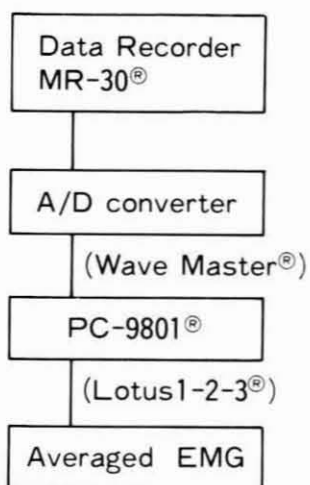 Data Recorder
MR-30®
A/D converter
(Wave Master®)
PC-9801®
(Lotus1-2-3®)
Averaged EMG